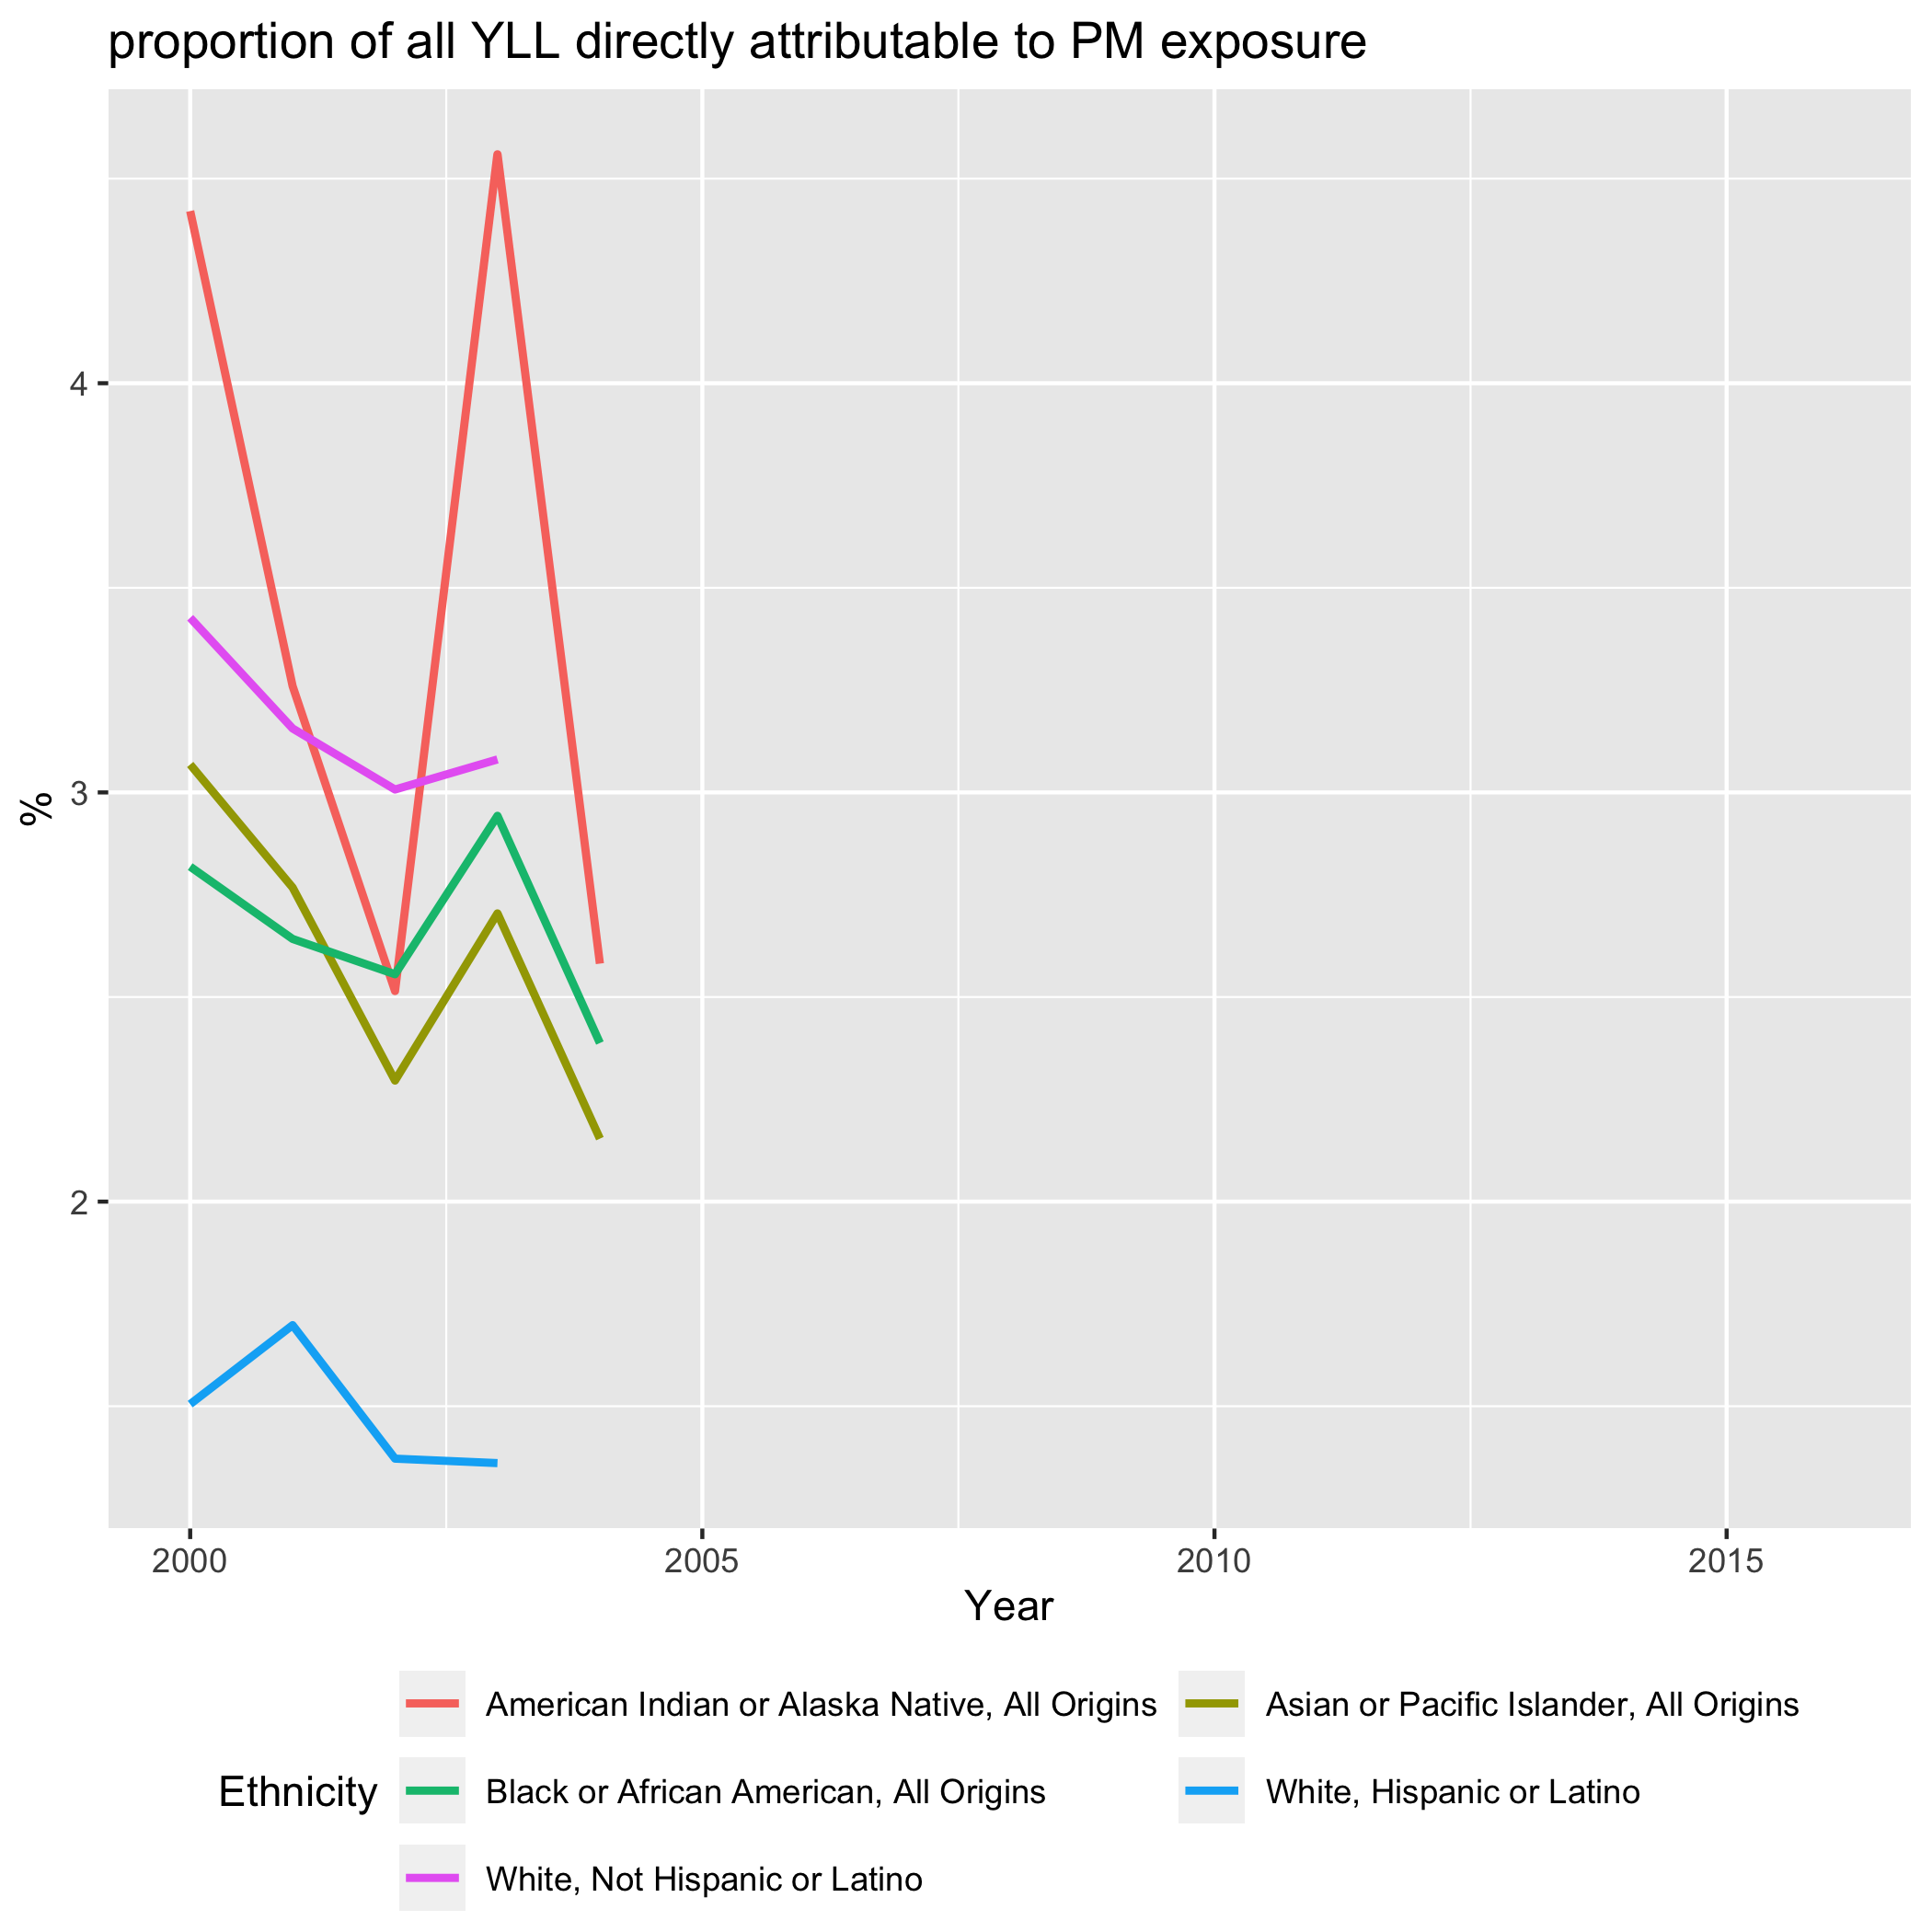 proportion of all YLL directly attributable to PM exposure
%
4
3
2
2000 2005 2010 2015
Year
Ethnicity
American Indian or Alaska Native, All Origins
Asian or Pacific Islander, All Origins
Black or African American, All Origins
White, Hispanic or Latino
White, Not Hispanic or Latino